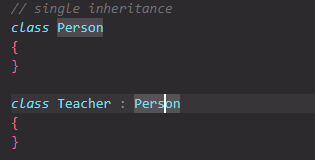 // single inheritance
class Person
{
}
class Teacher : Person
{
}